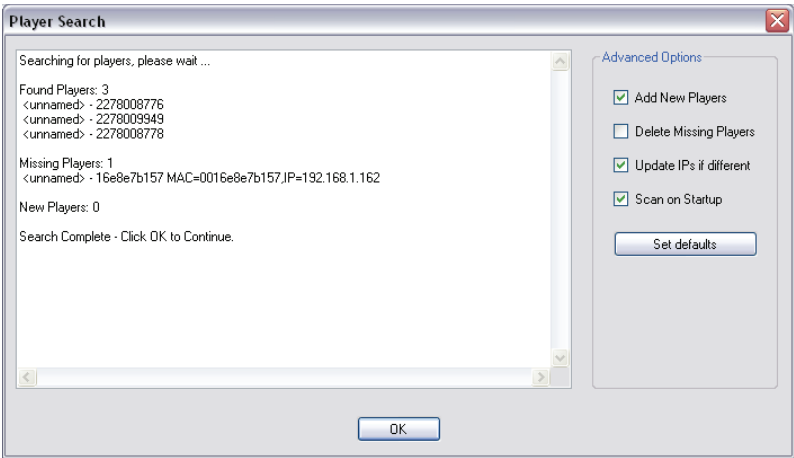 Player Search
Searching for players, please wait ...
Found Players: 3
<unnamed> - 2278008776
<unnamed> - 2278009949
<unnamed> - 2278008778
Missing Players: 1
<unnamed> - 16e8e7b157 MAC=0016e8e7b157,IP=192.168.1.162
New Players: 0
Search Complete - Click OK to Continue.
Advanced Options
Add New Players
Delete Missing Players
Update IPs if different
Scan on Startup
Set defaults
OK